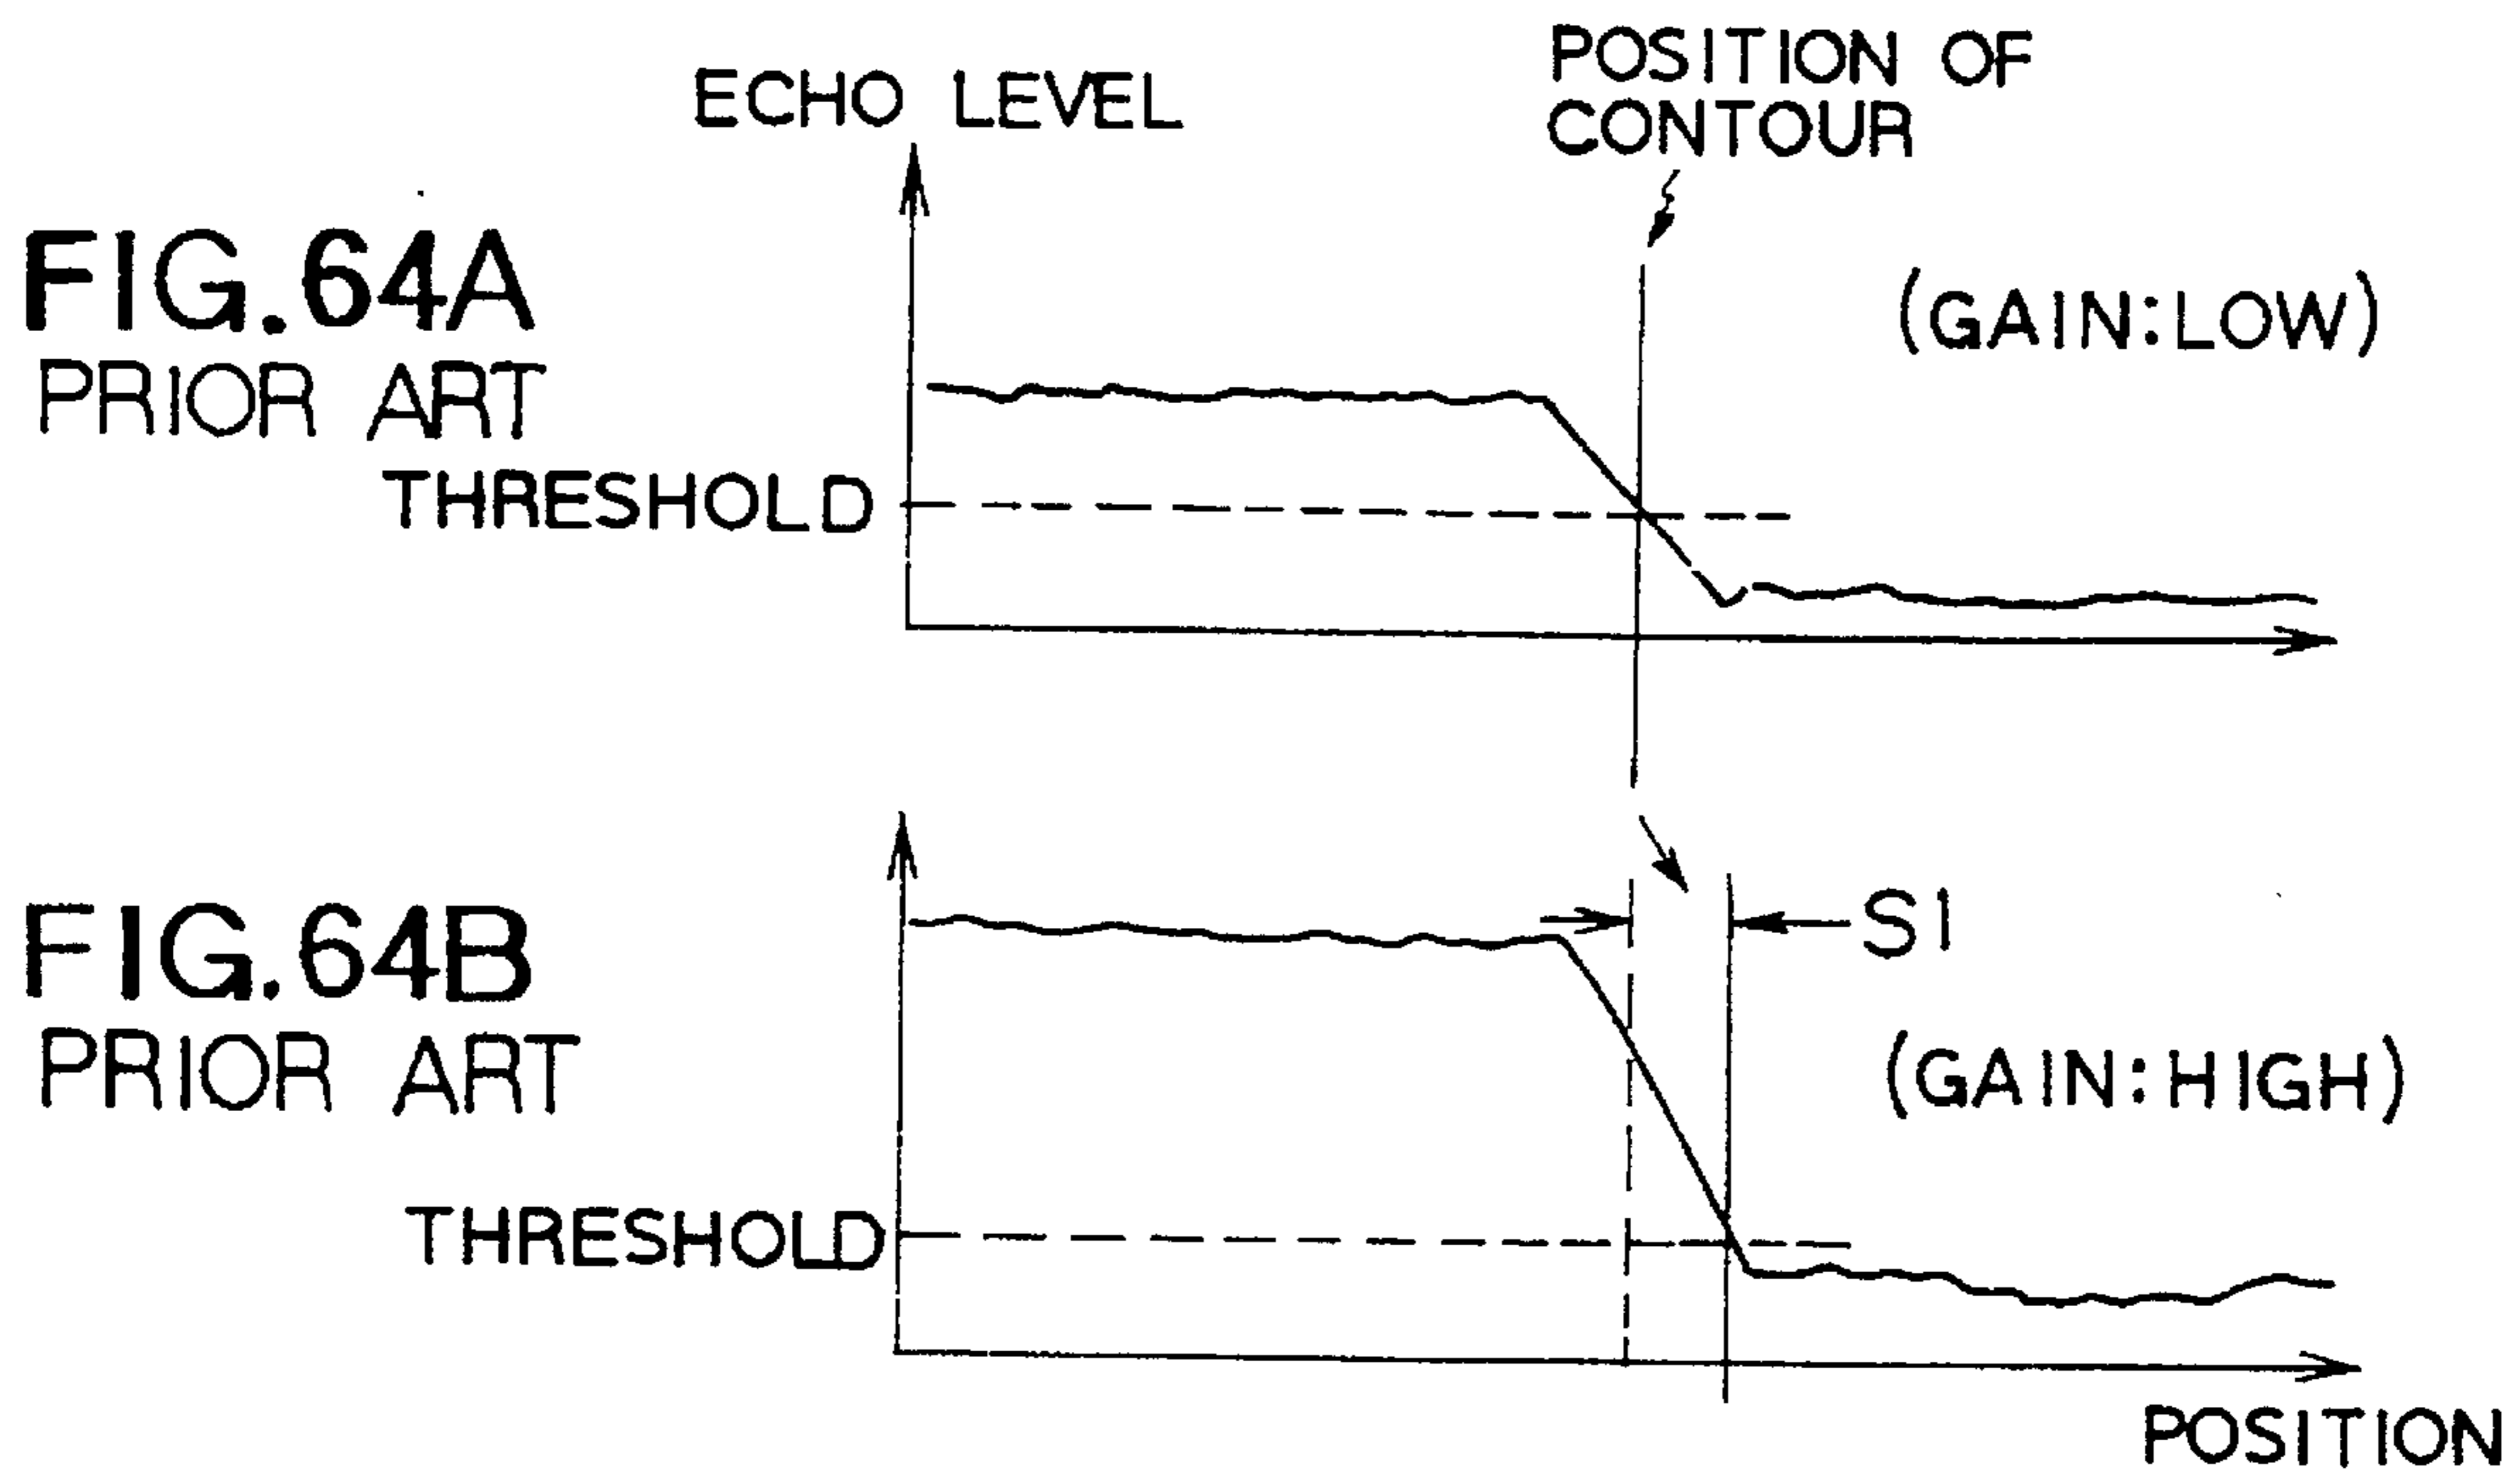 ECHO LEVEL
POSITION OF
CONTOUR
FIG.64A
PRIOR ART
(GAIN:LOW)
THRESHOLD
FIG.64B
PRIOR ART
S1
(GAIN:HIGH)
THRESHOLD
POSITION